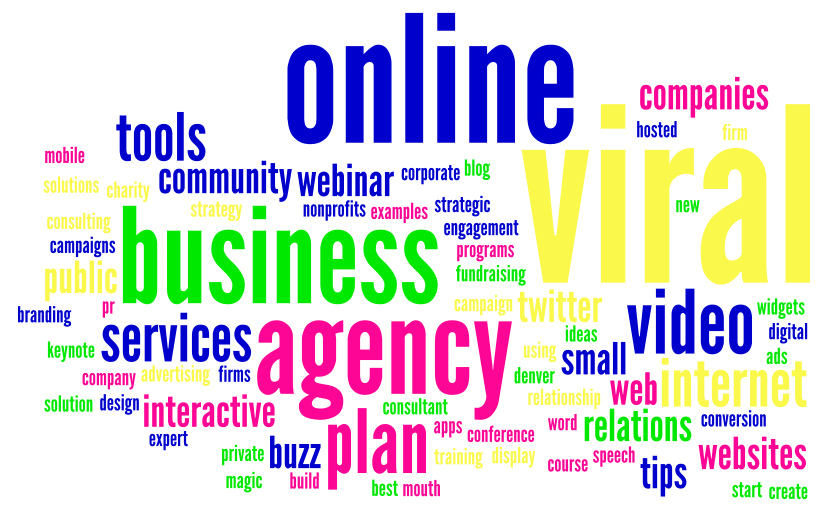 online
companies
tools
hosted
firm
viral
mobile
community
webinar
corporate
blog
solutions
charity
strategy
nonprofits
examples
strategic
new
consulting
business
engagement
campaigns
programs
public
fundraising
branding
pr
campaign
twitter
video
widgets
services
agency
ideas
digital
keynote
using
small
ads
company
advertising
firms
denver
relationship
web
internet
solution
design
interactive
consultant
plan
apps
conference
word
relations
conversion
expert
private
buzz
training
display
course
speech
tips
websites
magic
build
best
mouth
start
create